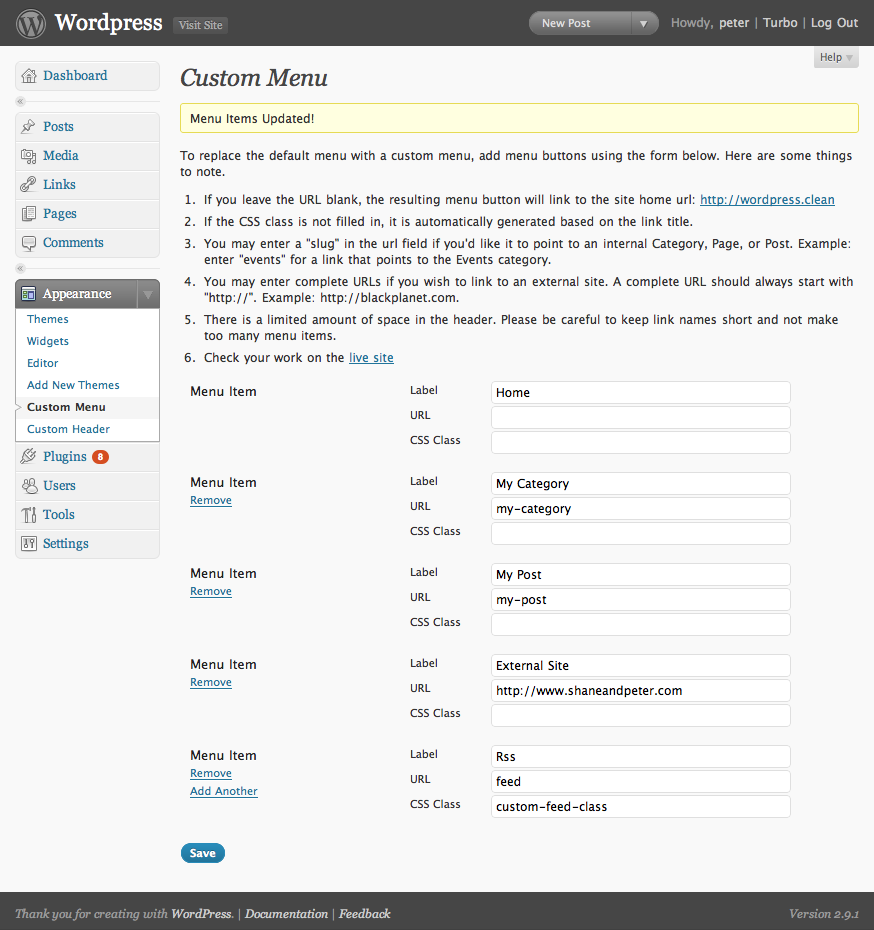 Wordpress Visit Site New Post Howdy, peter | Turbo | Log Out
Help
Dashboard
Posts
Media
Links
Pages
Comments
Appearance
Themes
Widgets
Editor
Add New Themes
Custom Menu
Custom Header
Plugins 8
Users
Tools
Settings
Custom Menu
Menu Items Updated!
To replace the default menu with a custom menu, add menu buttons using the form below. Here are some things
to note.
1. If you leave the URL blank, the resulting menu button will link to the site home url: http://wordpress.clean
2. If the CSS class is not filled in, it is automatically generated based on the link title.
3. You may enter a "slug" in the url field if you'd like it to point to an internal Category, Page, or Post. Example:
enter "events" for a link that points to the Events category.
4. You may enter complete URLs if you wish to link to an external site. A complete URL should always start with
"http://". Example: http://blackplanet.com.
5. There is a limited amount of space in the header. Please be careful to keep link names short and not make
too many menu items.
6. Check your work on the live site
Menu Item Label Home
URL
CSS Class
Menu Item Label My Category
Remove URL my-category
CSS Class
Menu Item Label My Post
Remove URL my-post
CSS Class
Menu Item Label External Site
Remove URL http://www.shaneandpeter.com
CSS Class
Menu Item Label Rss
Remove URL feed
Add Another CSS Class custom-feed-class
Save
Thank you for creating with WordPress. | Documentation | Feedback Version 2.9.1